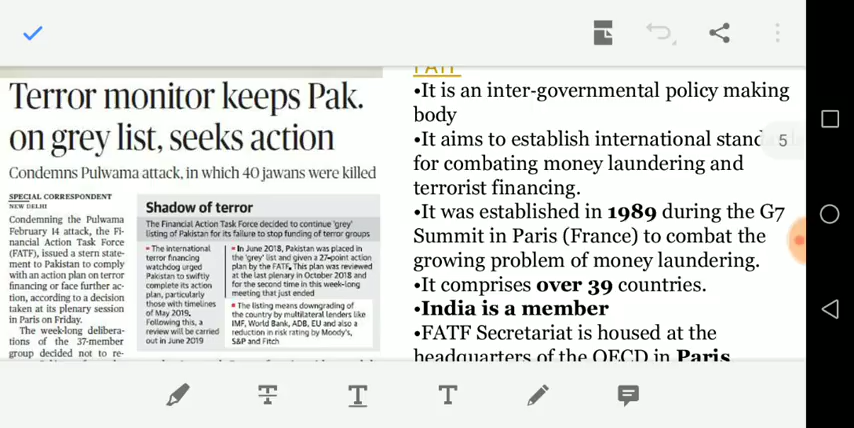 Terror monitor keeps Pak.
on grey list, seeks action
Condemns Pulwama attack, in which 40 jawans were killed
SPECIAL CORRESPONDENT
NEW DELHI
Condemning the Pulwama
February 14 attack, the Fi-
nancial Action Task Force
(FATF), issued a stern state-
ment to Pakistan to comply
with an action plan on terror
financing or face further ac-
tion, according to a decision
taken at its plenary session
in Paris on Friday.
The week-long delibera-
tions of the 37-member
group decided not to re-
Shadow of terror
The Financial Action Task Force decided to continue 'grey'
listing of Pakistan for its failure to stop funding of terror groups
▪ The international
terror financing
watchdog urged
Pakistan to swiftly
complete its action
plan, particularly
those with timelines
of May 2019.
Following this, a
review will be carried
out in June 2019
▪ In June 2018, Pakistan was placed in
the 'grey' list and given a 27-point action
plan by the FATF. This plan was reviewed
at the last plenary in October 2018 and
for the second time in this week-long
meeting that just ended
▪ The listing means downgrading of
the country by multilateral lenders like
IMF, World Bank, ADB, EU and also a
reduction in risk rating by Moody's,
S&P and Fitch
FATF
•It is an inter-governmental policy making
body
•It aims to establish international stand
5
for combating money laundering and
terrorist financing.
•It was established in 1989 during the G7
Summit in Paris (France) to combat the
growing problem of money laundering.
•It comprises over 39 countries.
•India is a member
•FATF Secretariat is housed at the
headquarters of the OECD in Paris